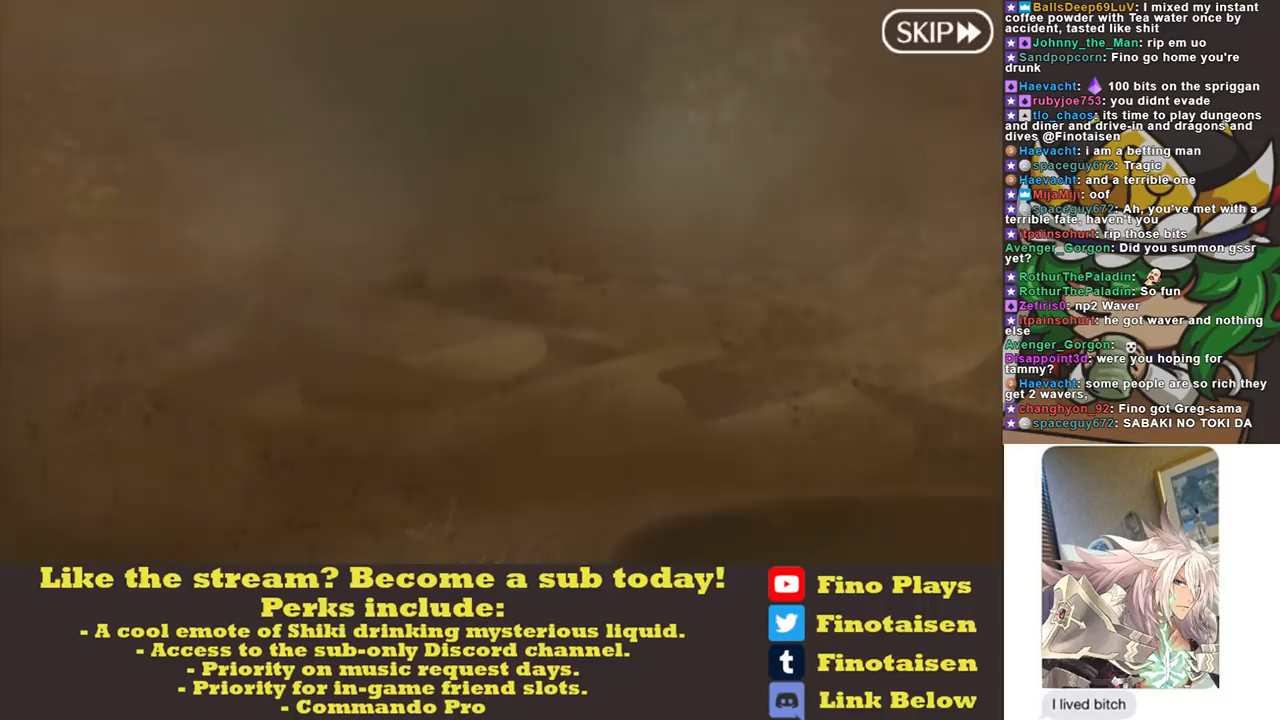 SKIP
BallsDeep69LuV: I mixed my instant
coffee powder with Tea water once by
accident, tasted like shit
Johnny_the_Man: rip em uo
Sandpopcorn: Fino go home you're
drunk
Haevacht: 100 bits on the spriggan
rubyjoe753: you didnt evade
tlo_chaos: its time to play dungeons
and diner and drive-in and dragons and
dives @Finotaisen
Haevacht: i am a betting man
spaceguy672: Tragic
Haevacht: and a terrible one
MijaMiji: oof
spaceguy672: Ah, you've met with a
terrible fate, haven't you
itpainsohurt: rip those bits
Avenger_Gorgon: Did you summon gssr
yet?
RothurThePaladin:
RothurThePaladin: So fun
Zefiris0: np2 Waver
itpainsohurt: he got waver and nothing
else
Avenger_Gorgon:
Disappoint3d: were you hoping for
tammy?
Haevacht: some people are so rich they
get 2 wavers,
changhyon_92: Fino got Greg-sama
spaceguy672: SABAKI NO TOKI DA
I lived bitch
Like the stream? Become a sub today!
Perks include:
- A cool emote of Shiki drinking mysterious liquid.
- Access to the sub-only Discord channel.
- Priority on music request days.
- Priority for in-game friend slots.
- Commando Pro
Fino Plays
Finotaisen
Finotaisen
Link Below